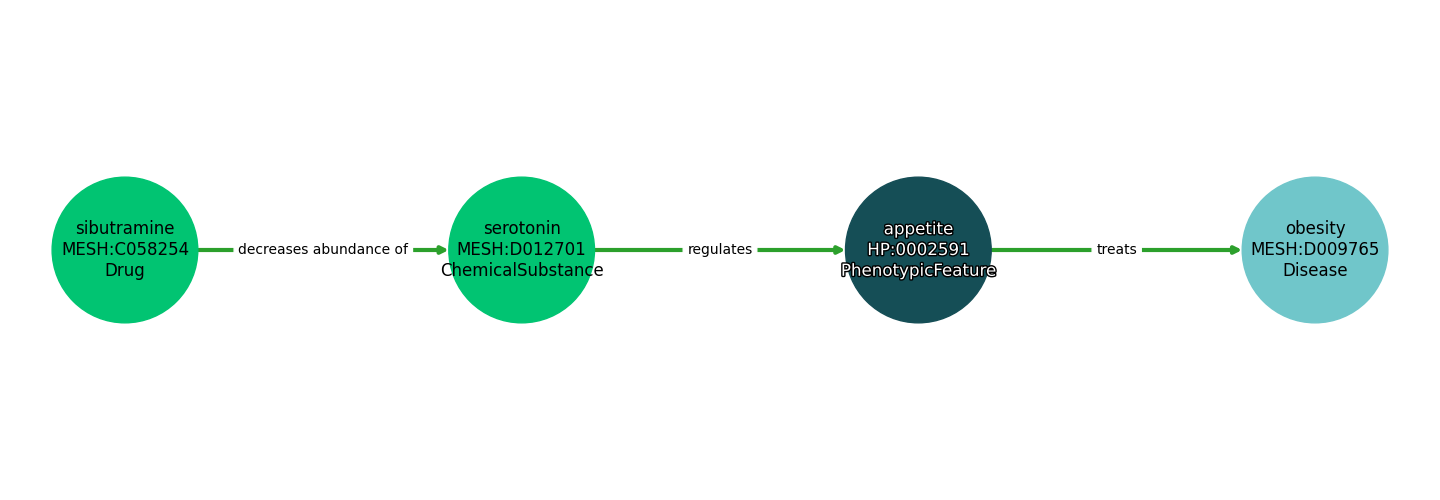 sibutramine
MESH:C058254
Drug
decreases abundance of
serotonin
MESH:D012701
ChemicalSubstance
regulates
appetite
HP:0002591
PhenotypicFeature
treats
obesity
MESH:D009765
Disease